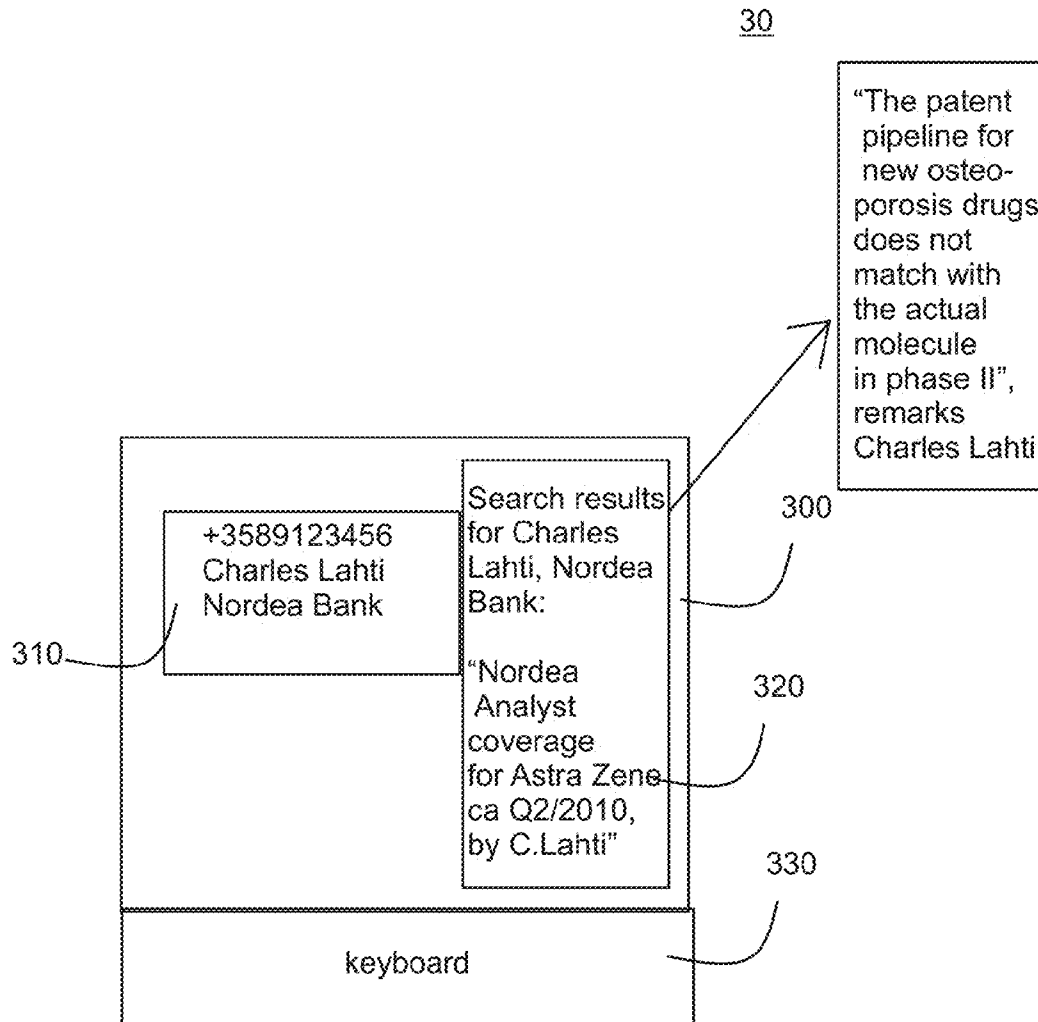 30
“The patent
pipeline for
new osteo-
porosis drugs
does not
match with
the actual
molecule
in phase II”,
remarks
Charles Lahti
300
+3589123456
Charles Lahti
Nordea Bank
310
Search results
for Charles
Lahti, Nordea
Bank:
“Nordea
Analyst
coverage
for Astra Zene
ca Q2/2010,
by C.Lahti”
320
330
keyboard